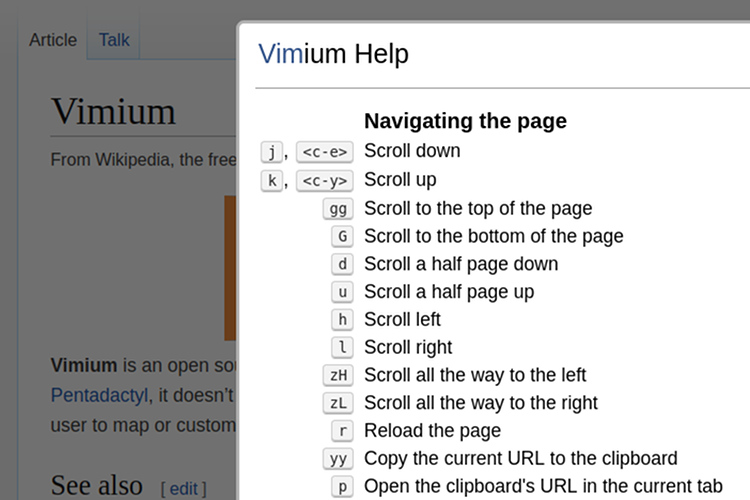 Article Talk
Vimium
From Wikipedia, the free
Vimium is an open sou
Pentadactyl, it doesn't
user to map or custom
See also [ edit ]
Vimium Help
Navigating the page
j , <c-e> Scroll down
k , <c-y> Scroll up
gg Scroll to the top of the page
G Scroll to the bottom of the page
d Scroll a half page down
u Scroll a half page up
h Scroll left
l Scroll right
zH Scroll all the way to the left
zL Scroll all the way to the right
r Reload the page
yy Copy the current URL to the clipboard
p Open the clipboard's URL in the current tab